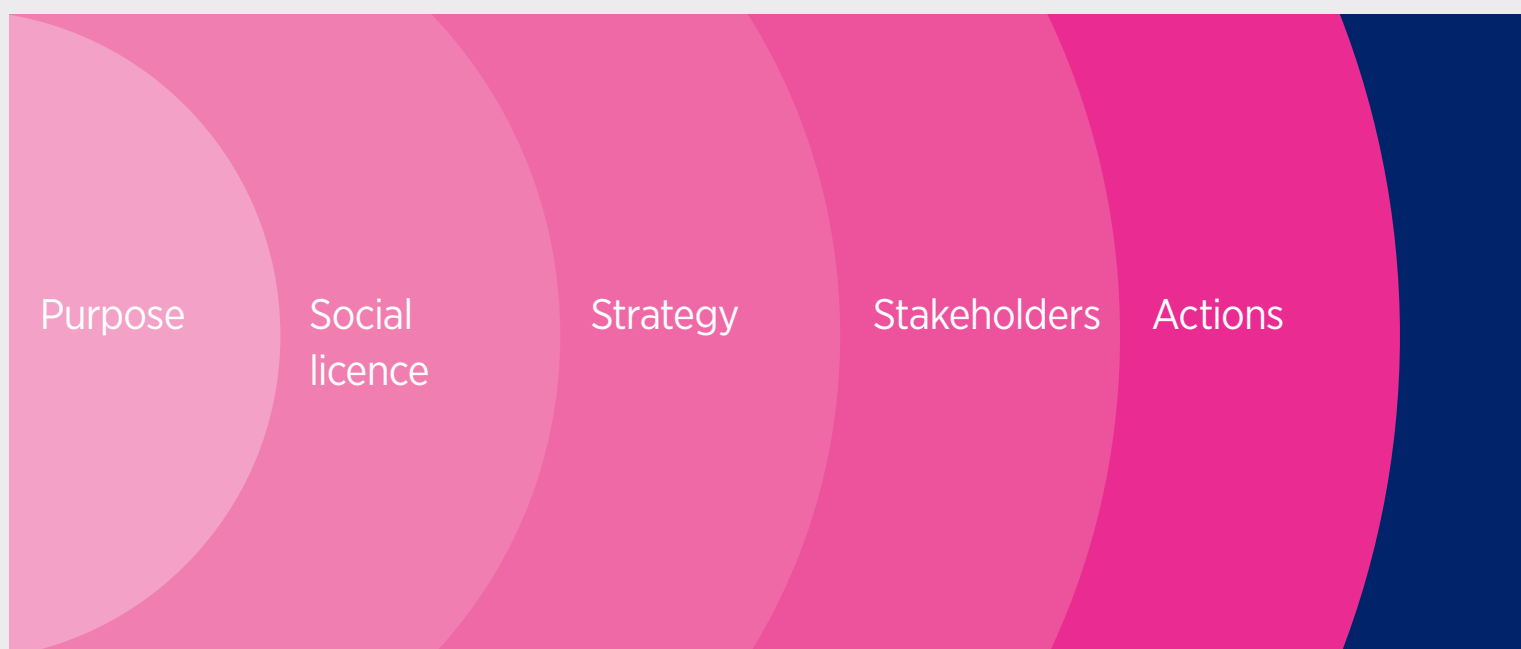 Purpose
Social
licence
Strategy
Stakeholders
Actions